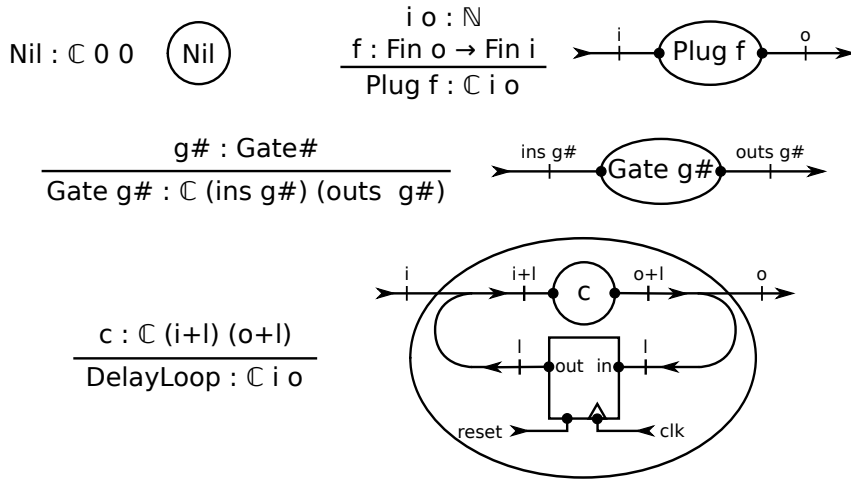 Nil : ℂ 0 0
Nil
i o : ℕ
f : Fin o → Fin i
Plug f : ℂ i o
i
Plug f
o
g# : Gate#
Gate g# : ℂ (ins g#) (outs g#)
ins g#
Gate g#
outs g#
c : ℂ (i+l) (o+l)
DelayLoop : ℂ i o
i
i+l
c
o+l
o
l
out
in
l
reset
clk